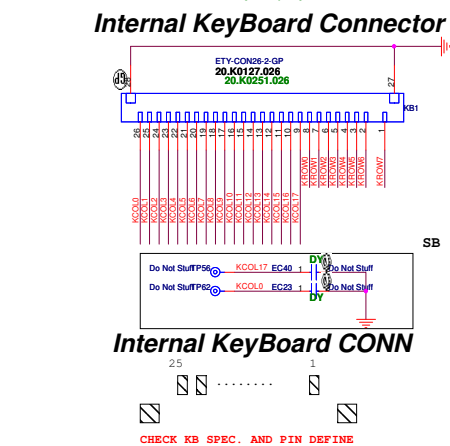 Internal KeyBoard Connector
ETY-CON26-2-GP
20.K0127.026
20.K0251.026
28
27
KB1
26 25 24 23 22 21 20 19 18 17 16 15 14 13 12 11 10 9 8 7 6 5 4 3 2 1
KCOL0
KCOL1
KCOL2
KCOL3
KCOL4
KCOL5
KCOL6
KCOL7
KCOL8
KCOL9
KCOL10
KCOL11
KCOL12
KCOL13
KCOL14
KCOL15
KCOL16
KCOL17
KROW0
KROW1
KROW2
KROW3
KROW4
KROW5
KROW6
KROW7
SB
DY
Do Not Stuff TP56 KCOL17 EC40 1 Do Not Stuff
Do Not Stuff TP62 KCOL0 EC23 1 Do Not Stuff
DY
Internal KeyBoard CONN
25 1
........
CHECK KB SPEC. AND PIN DEFINE